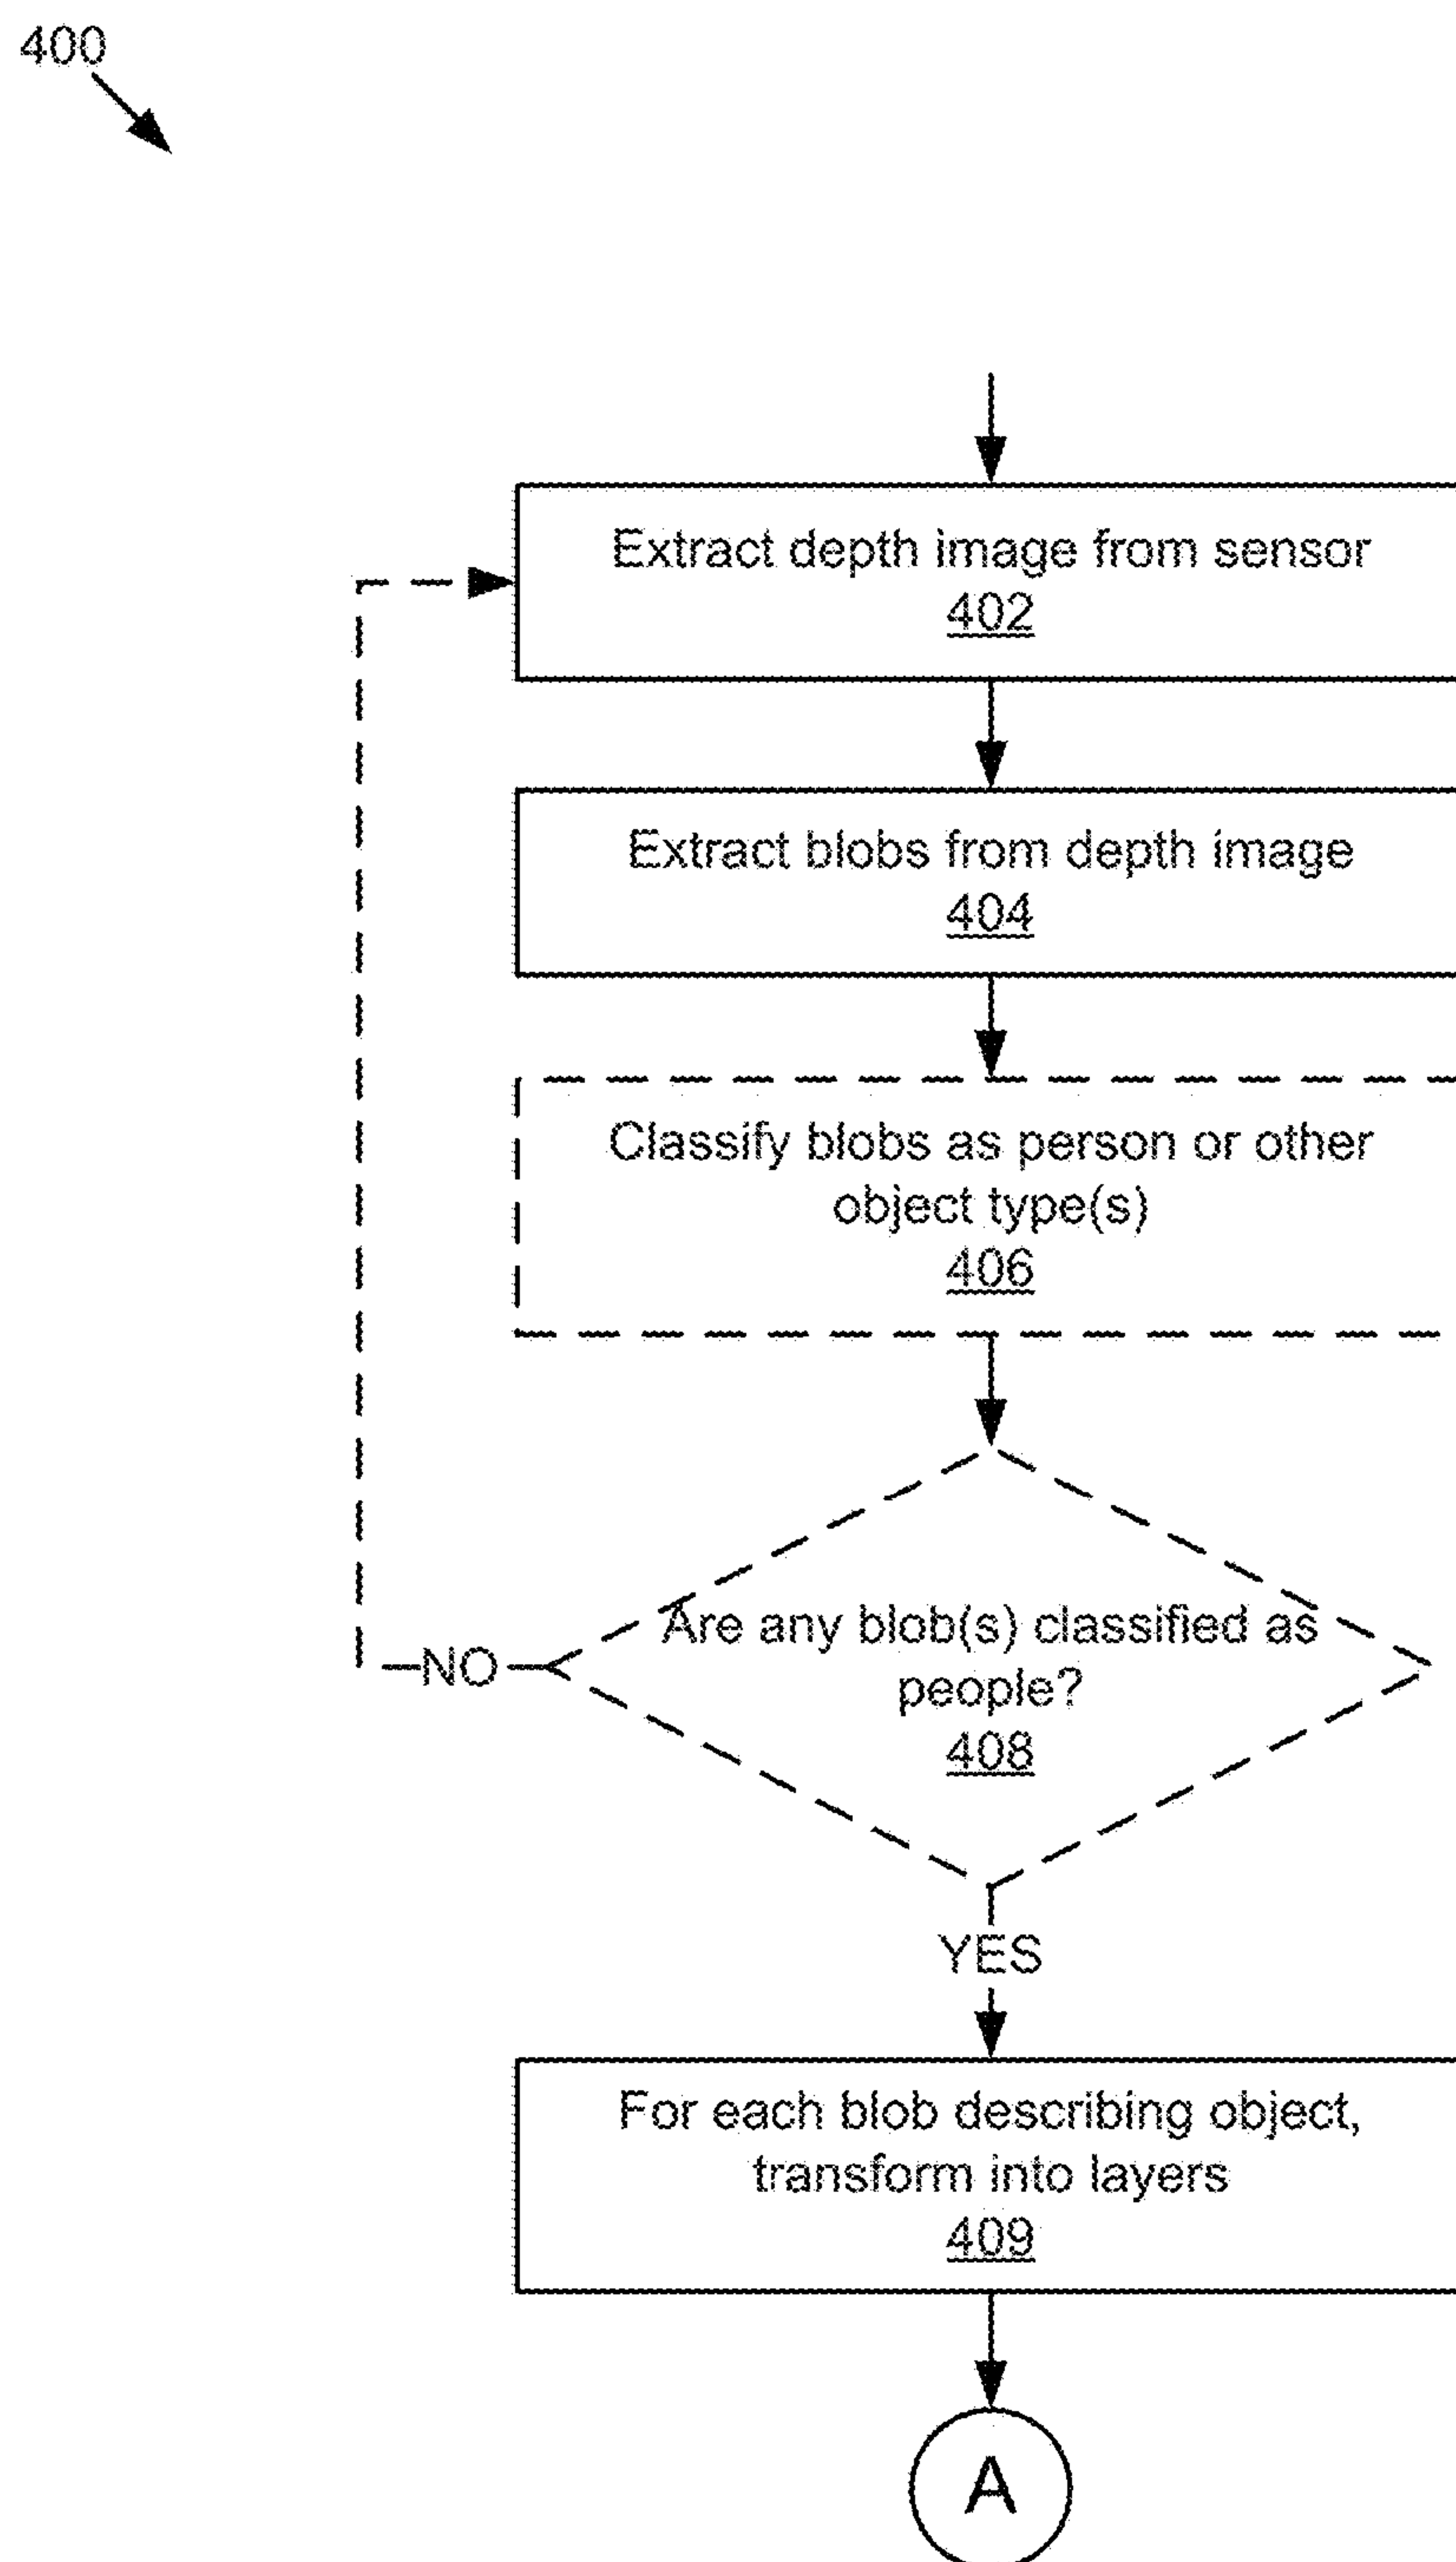 400
Extract depth image from sensor
402
Extract blobs from depth image
404
Classify blobs as person or other
object type(s)
406
Are any blob(s) classified as
people?
408
NO
YES
For each blob describing object,
transform into layers
409
A